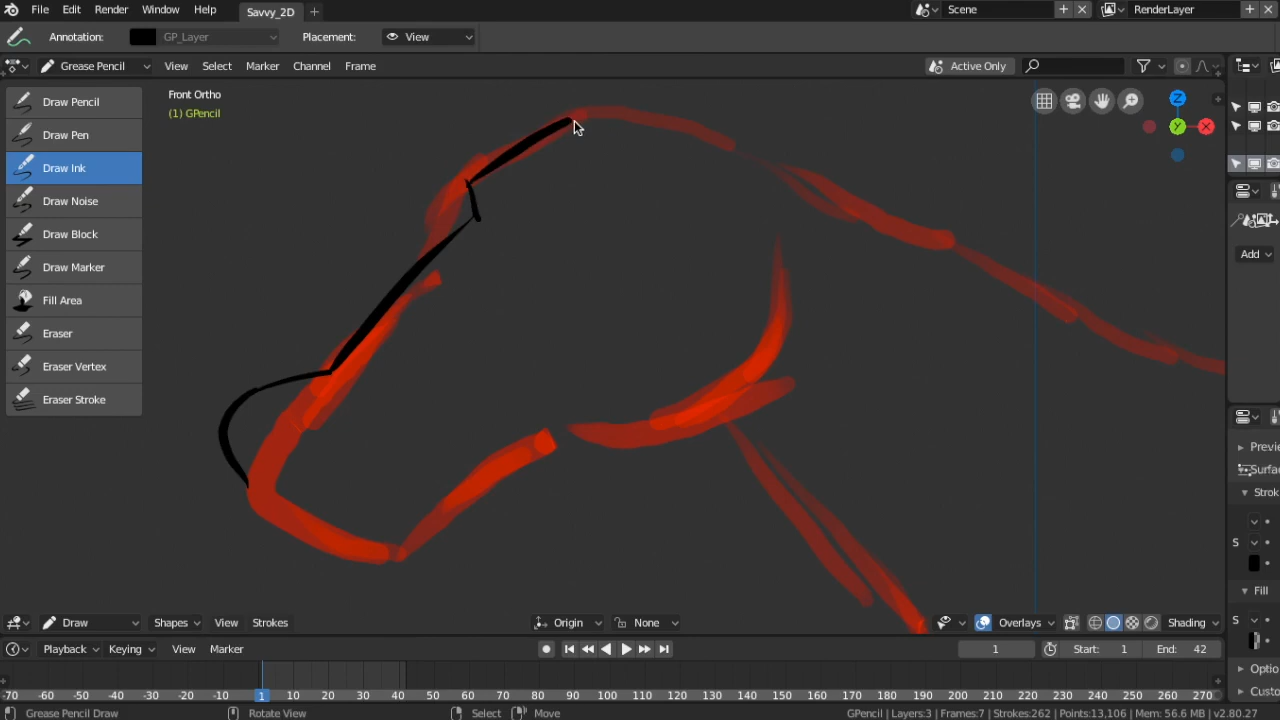 File Edit Render Window Help Savvy_2D + Scene RenderLayer
Annotation: GP_Layer Placement: View
Grease Pencil View Select Marker Channel Frame Active Only
Front Ortho
(1) GPencil
Draw Pencil
Draw Pen
Draw Ink
Draw Noise
Draw Block
Draw Marker
Fill Area
Eraser
Eraser Vertex
Eraser Stroke
Z
Y
X
Add
Previ
Surfac
Strok
S
Fill
S
Optio
Custo
Draw Shapes View Strokes Origin None Overlays Shading
Playback Keying View Marker 1 Start: 1 End: 42
-70 -60 -50 -40 -30 -20 -10 1 10 20 30 40 50 60 70 80 90 100 110 120 130 140 150 160 170 180 190 200 210 220 230 240 250 260 270
Grease Pencil Draw Rotate View Select Move GPencil | Layers:3 | Frames:7 | Strokes:262 | Points:13,106 | Mem: 56.6 MB | v2.80.27